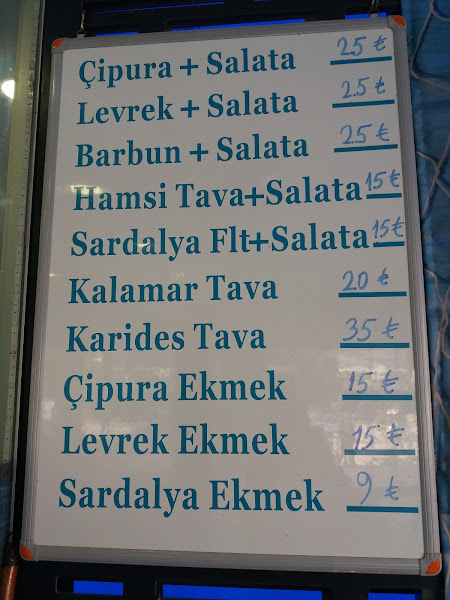 Çipura + Salata 25 ₺
Levrek + Salata 25 ₺
Barbun + Salata 25 ₺
Hamsi Tava+Salata 15 ₺
Sardalya Flt+Salata 15 ₺
Kalamar Tava 20 ₺
Karides Tava 35 ₺
Çipura Ekmek 15 ₺
Levrek Ekmek 15 ₺
Sardalya Ekmek 9 ₺